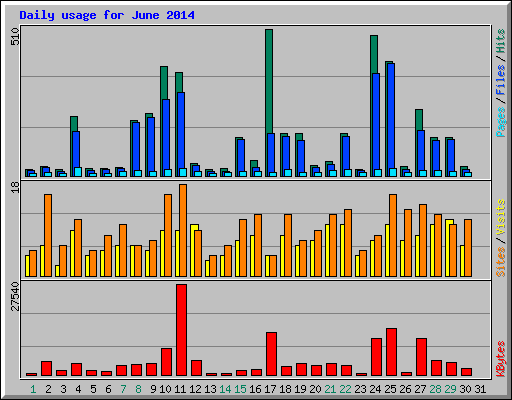 Daily usage for June 2014
510
Pages / Files / Hits
18
Sites / Visits
27540
KBytes
1 2 3 4 5 6 7 8 9 10 11 12 13 14 15 16 17 18 19 20 21 22 23 24 25 26 27 28 29 30 31